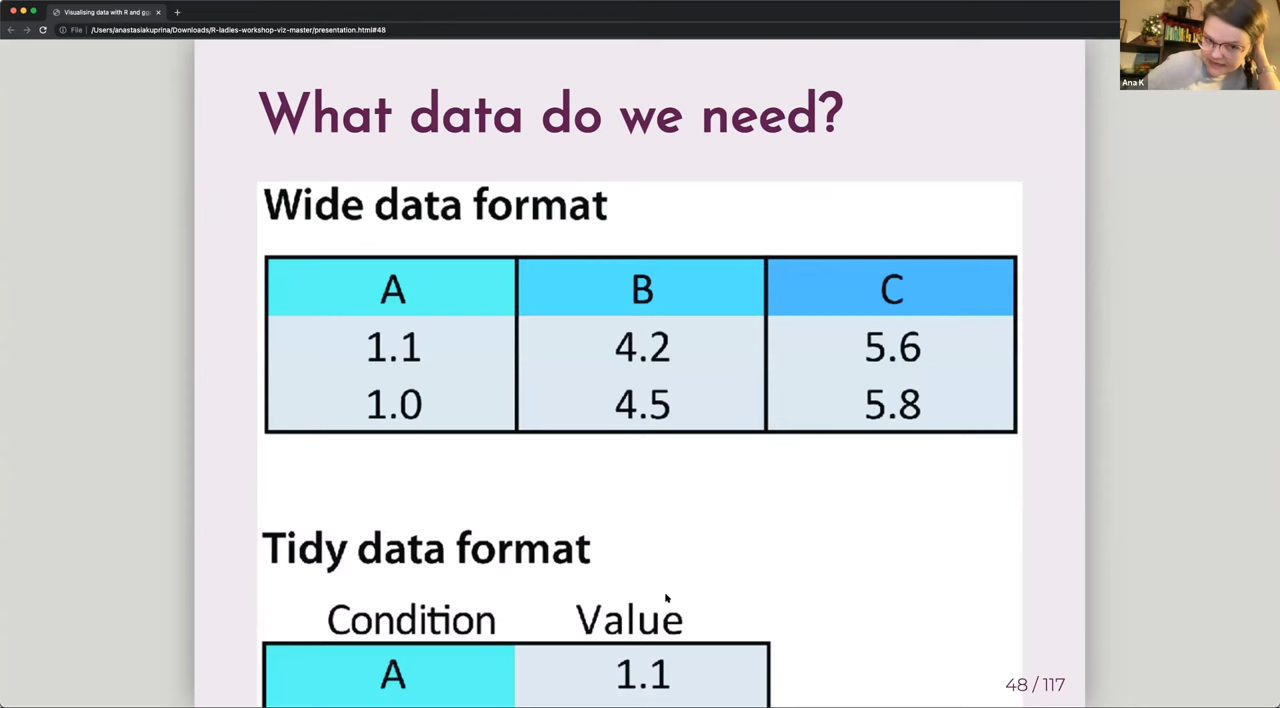 Visualising data with R and gg
File
/Users/anastasiakuprina/Downloads/R-ladies-workshop-viz-master/presentation.html#48
Ana K
What data do we need?
Wide data format
A B C
1.1 4.2 5.6
1.0 4.5 5.8
Tidy data format
Condition Value
A 1.1
48 / 117